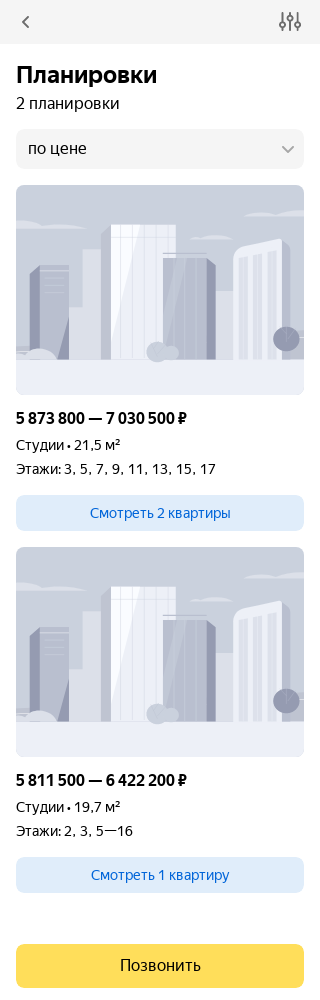 Планировки
2 планировки
по цене
5 873 800 — 7 030 500 ₽
Студии • 21,5 м²
Этажи: 3, 5, 7, 9, 11, 13, 15, 17
Смотреть 2 квартиры
5 811 500 — 6 422 200 ₽
Студии • 19,7 м²
Этажи: 2, 3, 5—16
Смотреть 1 квартиру
Позвонить